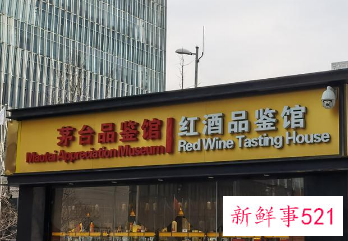 茅台品鉴馆 | 红酒品鉴馆
Maotai Appreciation Museum | Red Wine Tasting House
新鲜事521